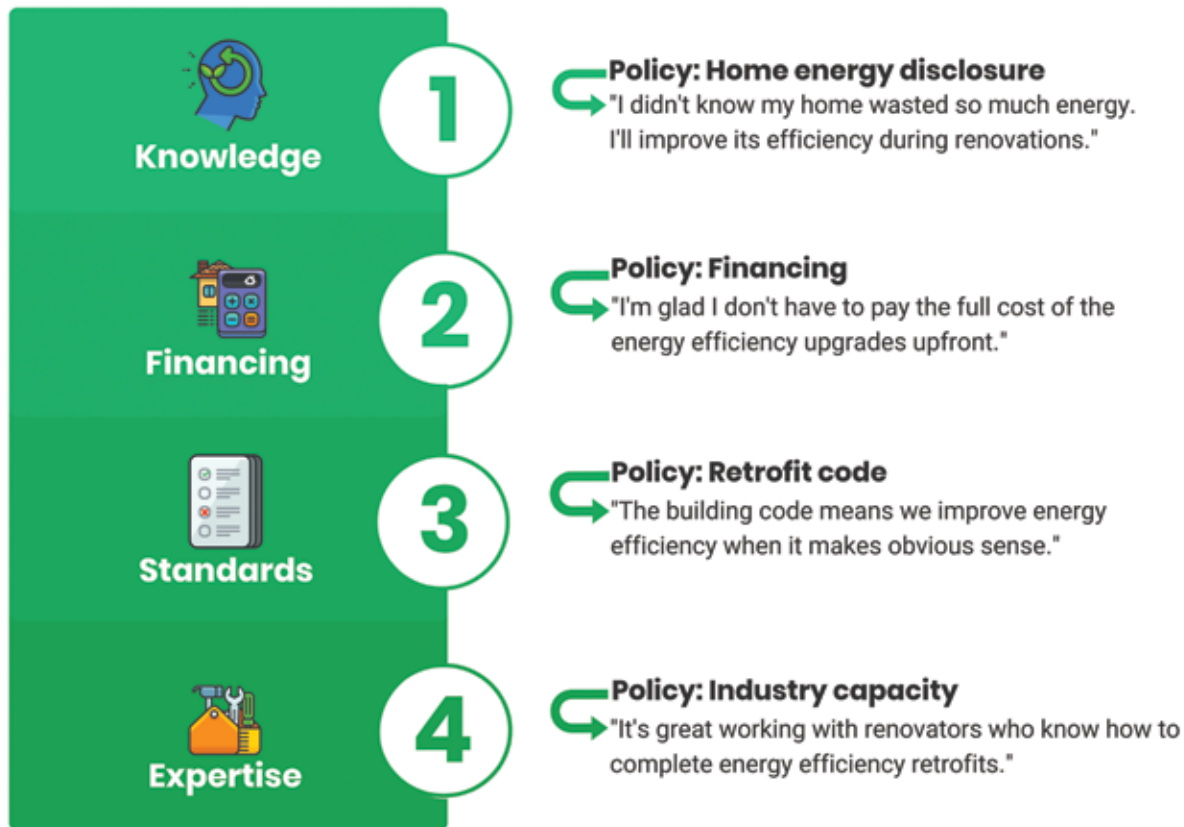 Knowledge
1
Policy: Home energy disclosure
"I didn't know my home wasted so much energy.
I'll improve its efficiency during renovations."
Financing
2
Policy: Financing
"I'm glad I don't have to pay the full cost of the
energy efficiency upgrades upfront."
Standards
3
Policy: Retrofit code
"The building code means we improve energy
efficiency when it makes obvious sense."
Expertise
4
Policy: Industry capacity
"It's great working with renovators who know how to
complete energy efficiency retrofits."